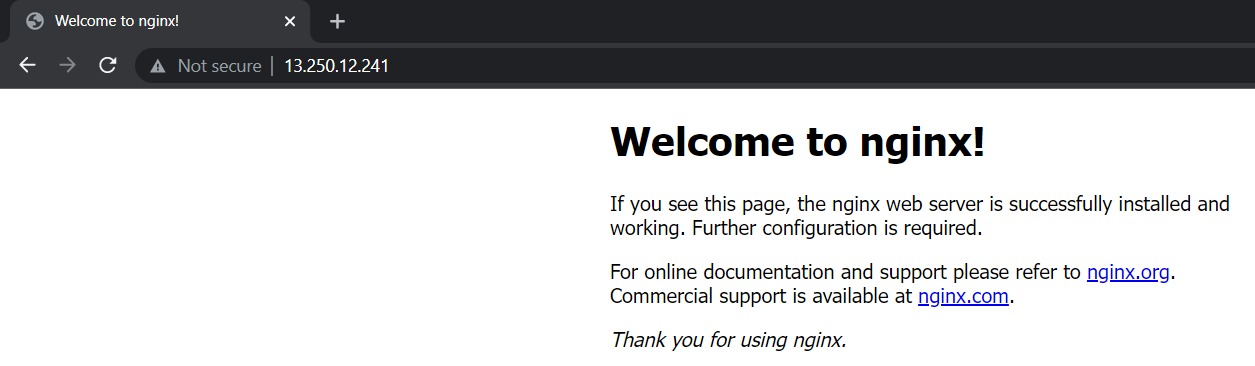 Welcome to nginx!
Not secure | 13.250.12.241
Welcome to nginx!
If you see this page, the nginx web server is successfully installed and
working. Further configuration is required.
For online documentation and support please refer to nginx.org.
Commercial support is available at nginx.com.
Thank you for using nginx.